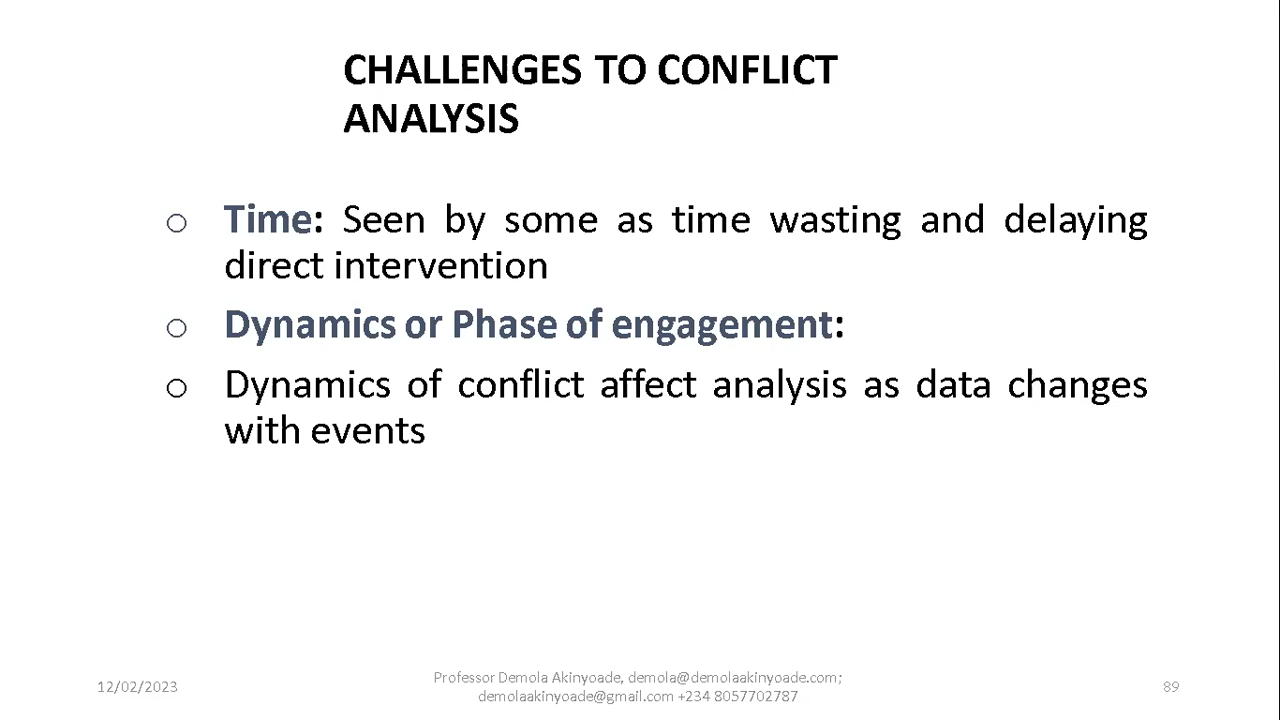 CHALLENGES TO CONFLICT
ANALYSIS
o Time: Seen by some as time wasting and delaying
direct intervention
o Dynamics or Phase of engagement:
o Dynamics of conflict affect analysis as data changes
with events
12/02/2023
Professor Demola Akinyoade, demola@demolaakinyoade.com;
demolaakinyoade@gmail.com +234 8057702787
89